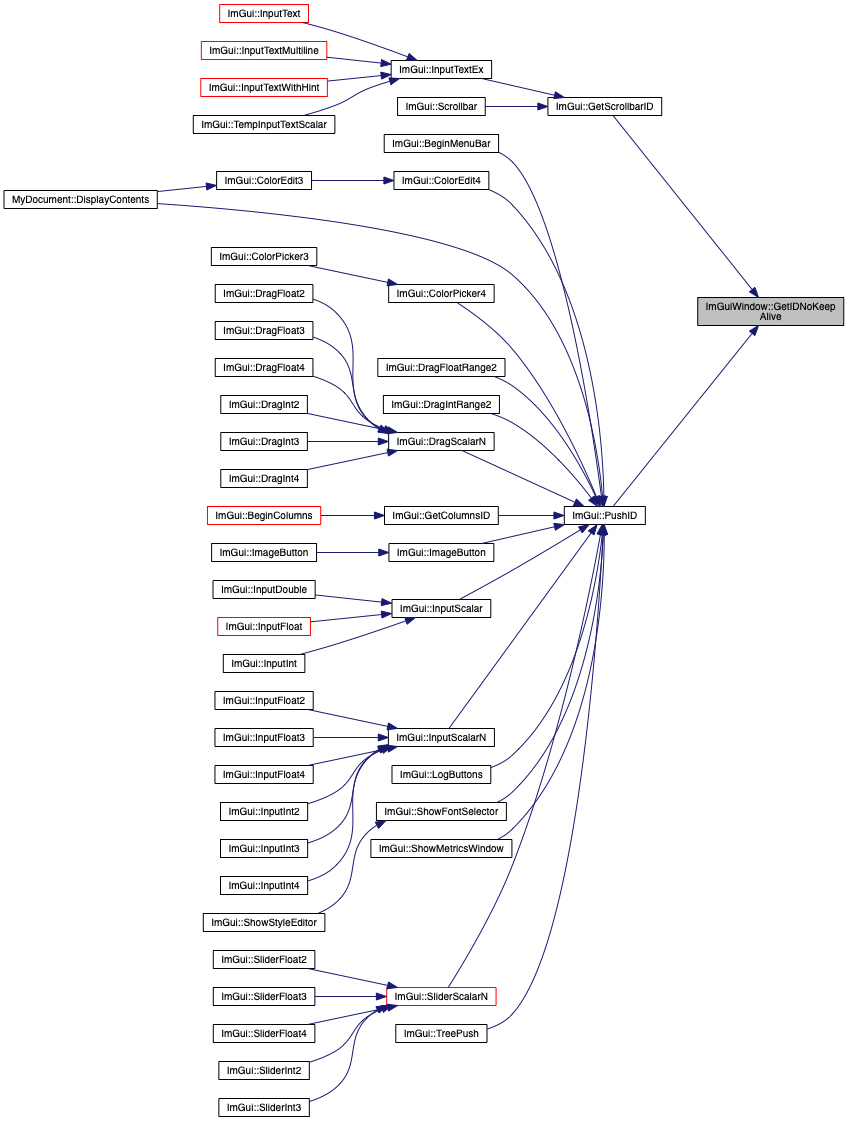 ImGui::InputText
ImGui::InputTextMultiline
ImGui::InputTextEx
ImGui::InputTextWithHint
ImGui::Scrollbar
ImGui::GetScrollbarID
ImGui::TempInputTextScalar
ImGui::BeginMenuBar
ImGui::ColorEdit3
ImGui::ColorEdit4
MyDocument::DisplayContents
ImGui::ColorPicker3
ImGui::DragFloat2
ImGui::ColorPicker4
ImGuiWindow::GetIDNoKeep
Alive
ImGui::DragFloat3
ImGui::DragFloat4
ImGui::DragFloatRange2
ImGui::DragInt2
ImGui::DragIntRange2
ImGui::DragInt3
ImGui::DragScalarN
ImGui::DragInt4
ImGui::BeginColumns
ImGui::GetColumnsID
ImGui::PushID
ImGui::ImageButton
ImGui::ImageButton
ImGui::InputDouble
ImGui::InputScalar
ImGui::InputFloat
ImGui::InputInt
ImGui::InputFloat2
ImGui::InputFloat3
ImGui::InputScalarN
ImGui::InputFloat4
ImGui::LogButtons
ImGui::InputInt2
ImGui::ShowFontSelector
ImGui::InputInt3
ImGui::ShowMetricsWindow
ImGui::InputInt4
ImGui::ShowStyleEditor
ImGui::SliderFloat2
ImGui::SliderFloat3
ImGui::SliderScalarN
ImGui::SliderFloat4
ImGui::TreePush
ImGui::SliderInt2
ImGui::SliderInt3